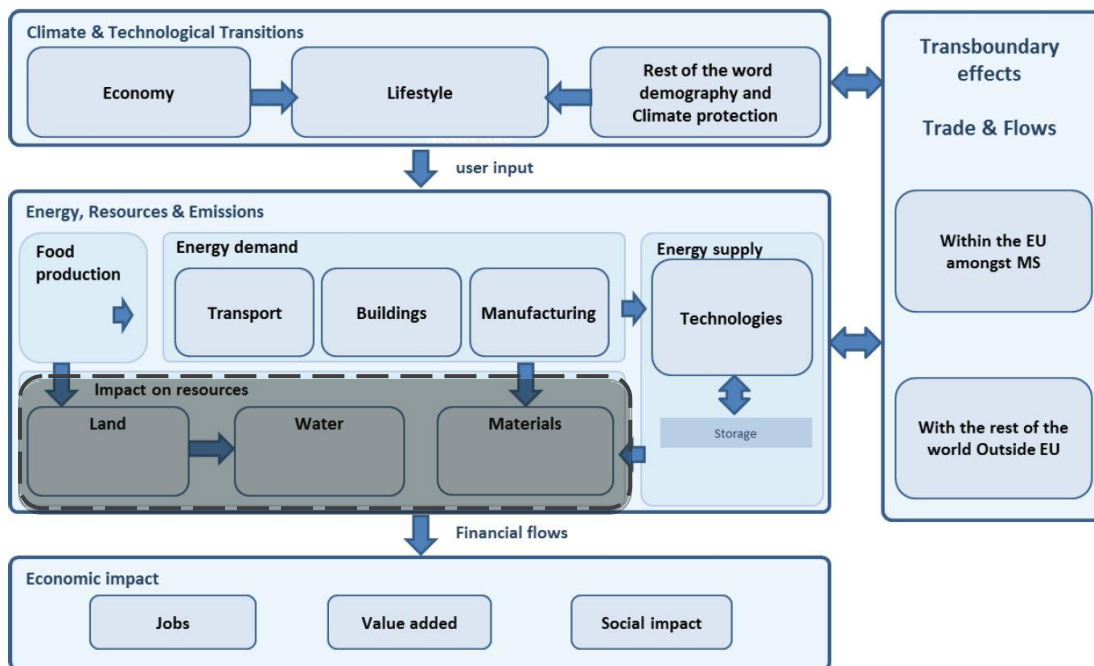 Climate & Technological Transitions
Economy
Lifestyle
Rest of the word
demography and
Climate protection
user input
Energy, Resources & Emissions
Food
production
Energy demand
Transport
Buildings
Manufacturing
Energy supply
Technologies
Storage
Impact on resources
Land
Water
Materials
Financial flows
Economic impact
Jobs
Value added
Social impact
Transboundary
effects
Trade & Flows
Within the EU
amongst MS
With the rest of the
world Outside EU